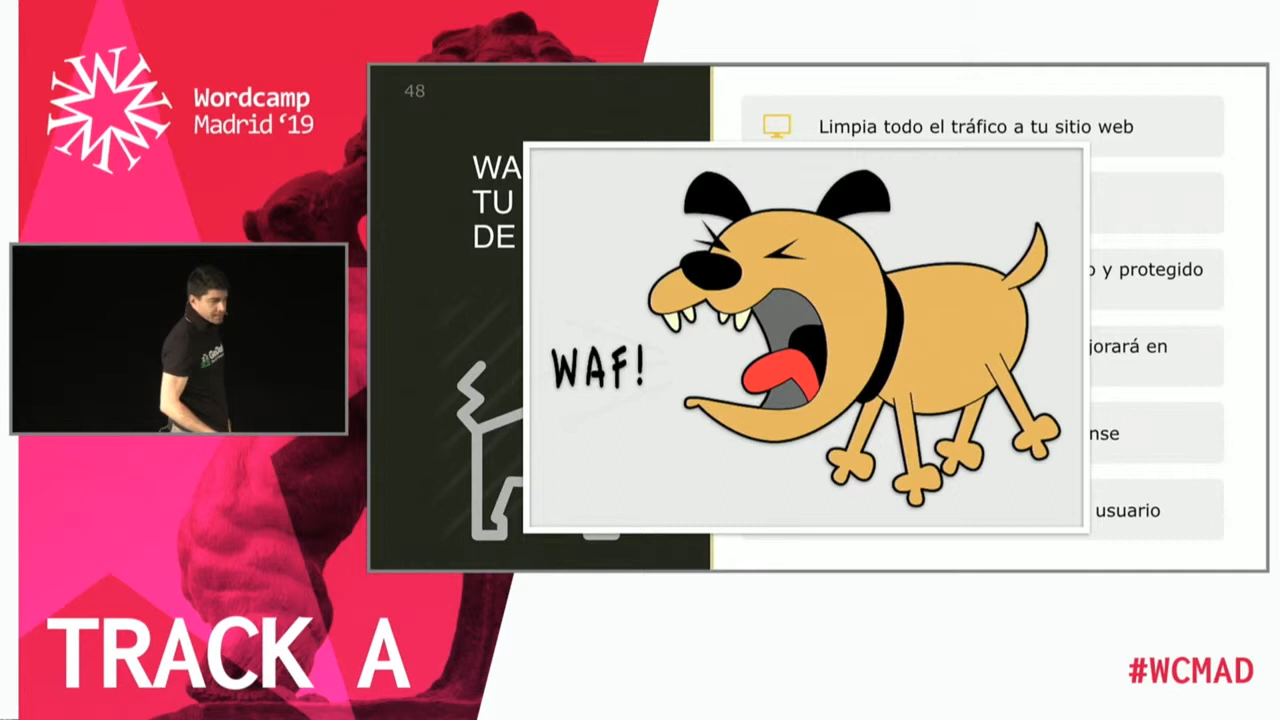 Wordcamp
Madrid ‘19
48
WA
TU
DE
Limpia todo el tráfico a tu sitio web
o y protegido
jorará en
nse
usuario
WAF!
TRACK A
#WCMAD